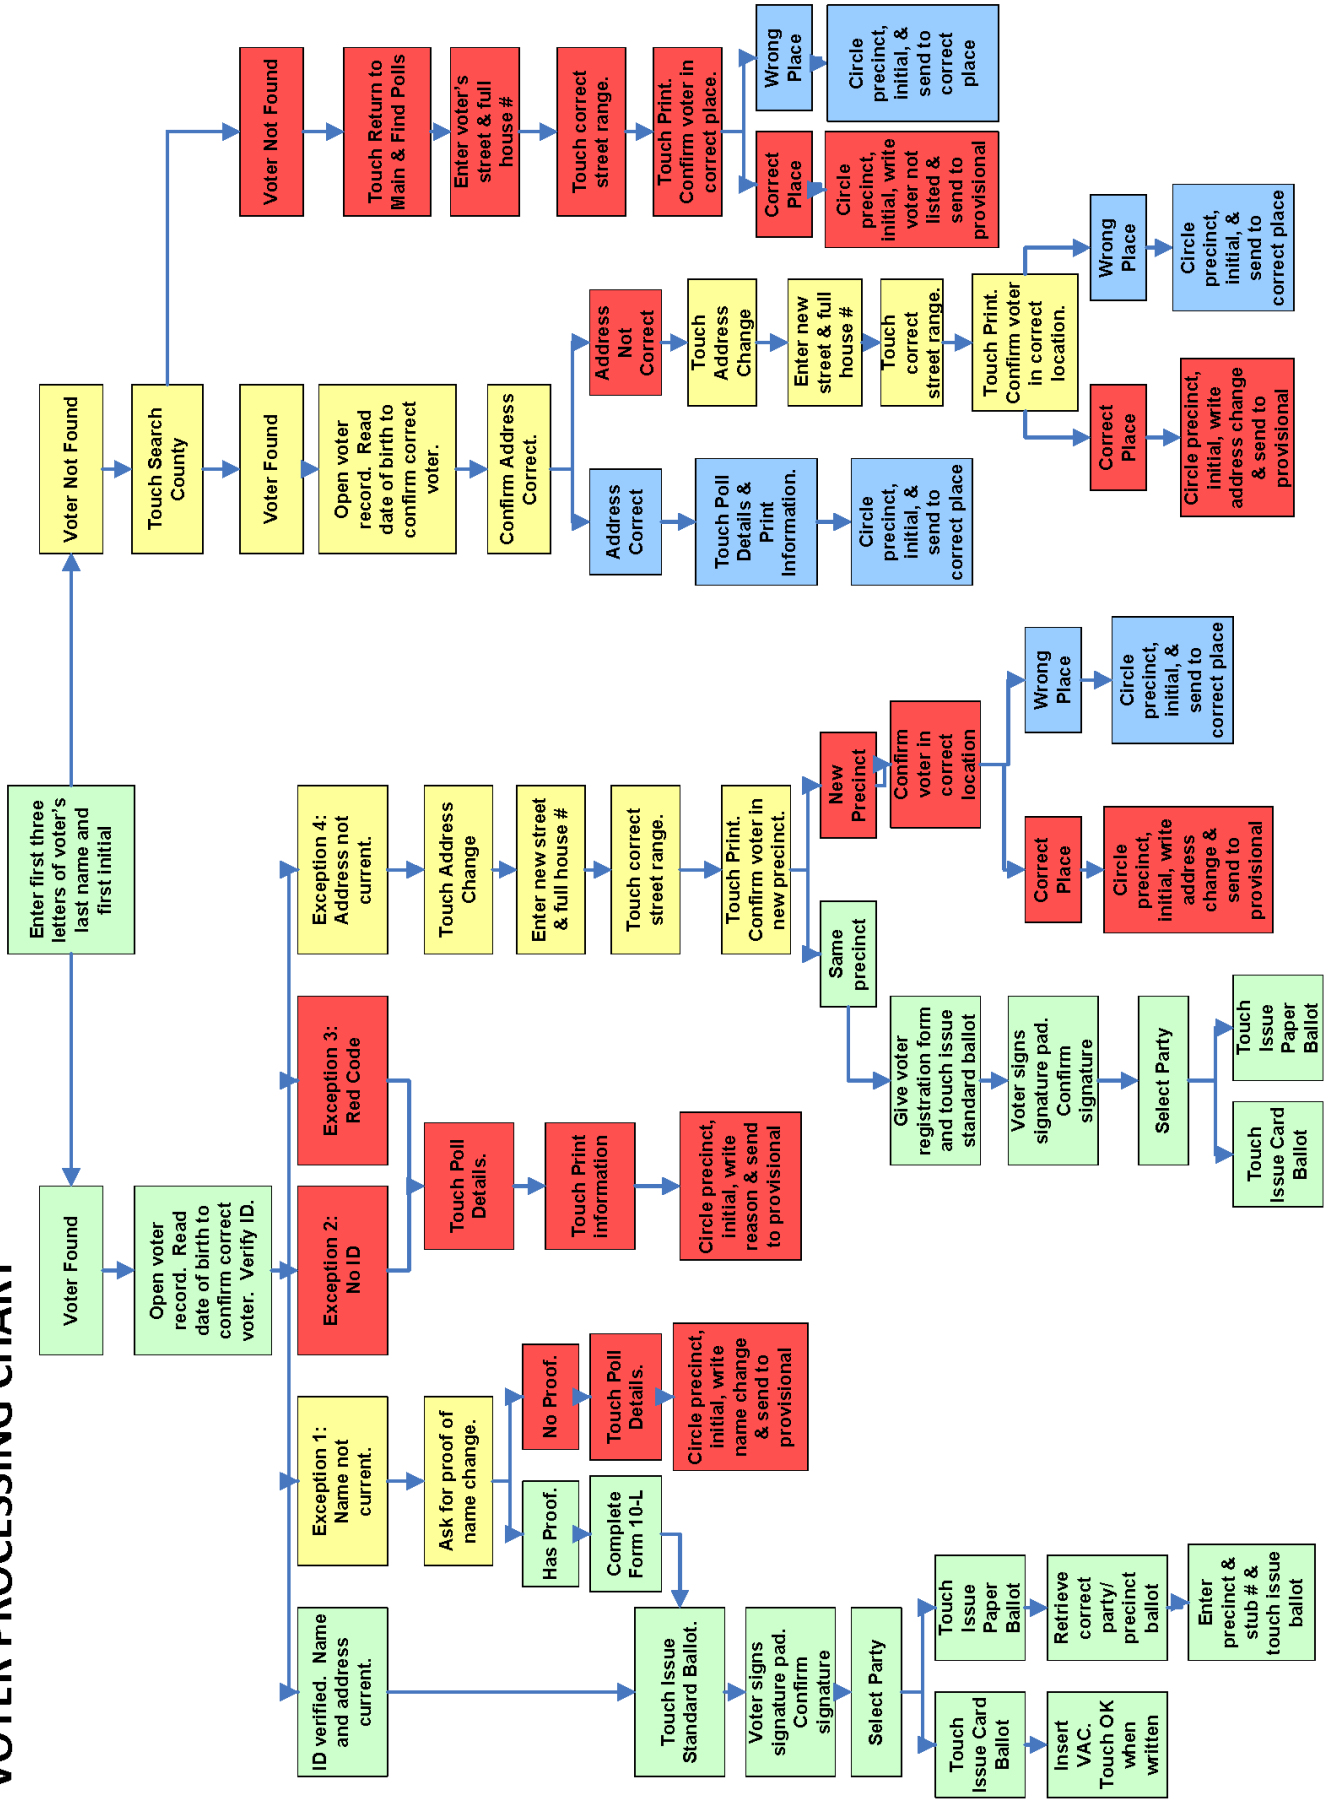 VOTER PROCESSING CHART
Enter first three
letters of voter's
last name and
first initial
Voter Found
Open voter
record. Read
date of birth to
confirm correct
voter. Verify ID.
ID verified. Name
and address
current.
Touch Issue
Standard Ballot.
Voter signs
signature pad.
Confirm
signature
Select Party
Touch
Issue Card
Ballot
Insert
VAC.
Touch OK
when
written
Touch
Issue
Paper
Ballot
Retrieve
correct
party/
precinct
ballot
Enter
precinct &
stub # &
touch issue
ballot
Exception 1:
Name not
current.
Ask for proof of
name change.
Has Proof.
Complete
Form 10-L
No Proof.
Touch Poll
Details.
Circle precinct,
initial, write
name change
& send to
provisional
Exception 2:
No ID
Exception 3:
Red Code
Touch Poll
Details.
Touch Print
information
Circle precinct,
initial, write
reason & send
to provisional
Exception 4:
Address not
current.
Touch Address
Change
Enter new street
& full house #
Touch correct
street range.
Touch Print.
Confirm voter in
new precinct.
Same
precinct
Give voter
registration form
and touch issue
standard ballot
Voter signs
signature pad.
Confirm
signature
Select Party
Touch
Issue Card
Ballot
Touch
Issue
Paper
Ballot
New
Precinct
Confirm
voter in
correct
location
Correct
Place
Circle
precinct,
initial, write
address
change &
send to
provisional
Wrong
Place
Circle
precinct,
initial, &
send to
correct place
Voter Not Found
Touch Search
County
Voter Found
Open voter
record. Read
date of birth to
confirm correct
voter.
Confirm Address
Correct.
Address
Correct
Touch Poll
Details &
Print
Information.
Circle
precinct,
initial, &
send to
correct place
Address
Not
Correct
Touch
Address
Change
Enter new
street & full
house #
Touch
correct
street range.
Touch Print.
Confirm voter
in correct
location.
Correct
Place
Circle precinct,
initial, write
address change
& send to
provisional
Wrong
Place
Circle
precinct,
initial, &
send to
correct place
Voter Not Found
Touch Return to
Main & Find Polls
Enter voter's
street & full
house #
Touch correct
street range.
Touch Print.
Confirm voter in
correct place.
Correct
Place
Circle
precinct,
initial, write
voter not
listed &
send to
provisional
Wrong
Place
Circle
precinct,
initial, &
send to
correct
place